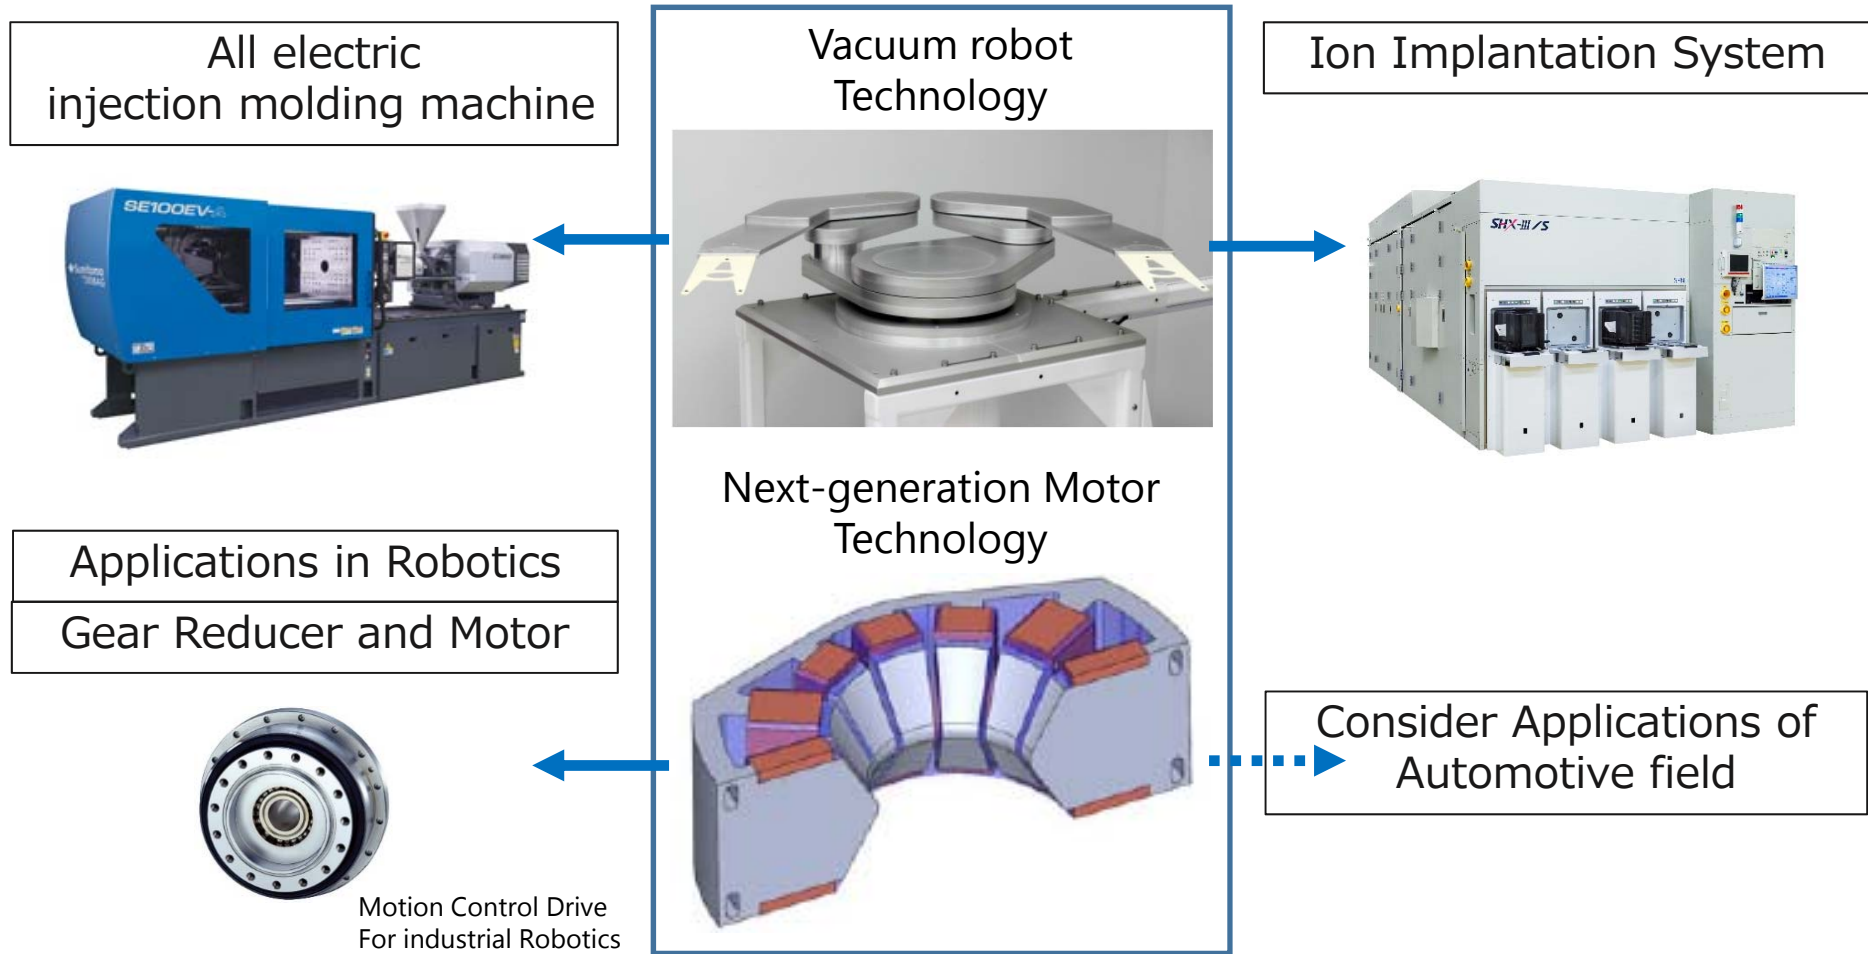 All electric
injection molding machine
SE100EV-A
Vacuum robot
Technology
Ion Implantation System
SHX-III/S
Next-generation Motor
Technology
Applications in Robotics
Gear Reducer and Motor
Motion Control Drive
For industrial Robotics
Consider Applications of
Automotive field